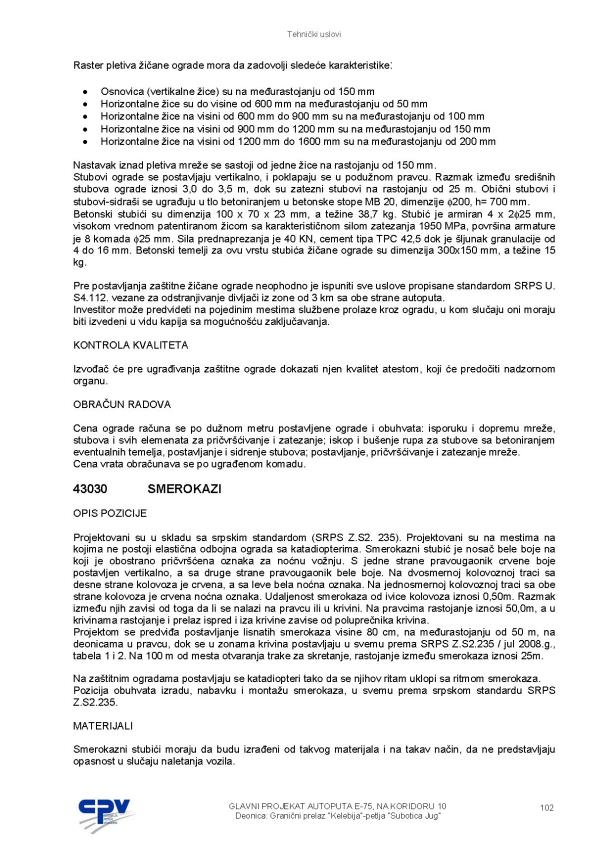 Tehnički uslovi
Raster pletiva žičane ograde mora da zadovolji sledeće karakteristike:
• Osnovica (vertikalne žice) su na međurastojanju od 150 mm
• Horizontalne žice su do visine od 600 mm na međurastojanju od 50 mm
• Horizontalne žice na visini od 600 mm do 900 mm su na međurastojanju od 100 mm
• Horizontalne žice na visini od 900 mm do 1200 mm su na međurastojanju od 150 mm
• Horizontalne žice na visini od 1200 mm do 1600 mm su na međurastojanju od 200 mm
Nastavak iznad pletiva mreže se sastoji od jedne žice na rastojanju od 150 mm.
Stubovi ograde se postavljaju vertikalno, i poklapaju se u podužnom pravcu. Razmak između središnih
stubova ograde iznosi 3,0 do 3,5 m, dok su zatezni stubovi na rastojanju od 25 m. Obični stubovi i
stubovi-sidraši se ugrađuju u tlo betoniranjem u betonske stope MB 20, dimenzije ϕ200, h= 700 mm.
Betonski stubići su dimenzija 100 x 70 x 23 mm, a težine 38,7 kg. Stubić je armiran 4 x 2ϕ25 mm,
visokom vrednom patentiranom žicom sa karakterističnom silom zatezanja 1950 MPa, površina armature
je 8 komada ϕ25 mm. Sila prednaprezanja je 40 KN, cement tipa TPC 42,5 dok je šljunak granulacije od
4 do 16 mm. Betonski temelji za ovu vrstu stubića žičane ograde su dimenzija 300x150 mm, a težine 15
kg.
Pre postavljanja zaštitne žičane ograde neophodno je ispuniti sve uslove propisane standardom SRPS U.
S4.112. vezane za odstranjivanje divljači iz zone od 3 km sa obe strane autoputa.
Investitor može predvideti na pojedinim mestima službene prolaze kroz ogradu, u kom slučaju oni moraju
biti izvedeni u vidu kapija sa mogućnošću zaključavanja.
KONTROLA KVALITETA
Izvođač će pre ugrađivanja zaštitne ograde dokazati njen kvalitet atestom, koji će predočiti nadzornom
organu.
OBRAČUN RADOVA
Cena ograde računa se po dužnom metru postavljene ograde i obuhvata: isporuku i dopremu mreže,
stubova i svih elemenata za pričvršćivanje i zatezanje; iskop i bušenje rupa za stubove sa betoniranjem
eventualnih temelja, postavljanje i sidrenje stubova; postavljanje, pričvršćivanje i zatezanje mreže.
Cena vrata obračunava se po ugrađenom komadu.
43030 SMEROKAZI
OPIS POZICIJE
Projektovani su u skladu sa srpskim standardom (SRPS Z.S2. 235). Projektovani su na mestima na
kojima ne postoji elastična odbojna ograda sa katadiopterima. Smerokazni stubić je nosač bele boje na
koji je obostrano pričvršćena oznaka za noćnu vožnju. S jedne strane pravougaonik crvene boje
postavljen vertikalno, a sa druge strane pravougaonik bele boje. Na dvosmernoj kolovoznoj traci sa
desne strane kolovoza je crvena, a sa leve bela noćna oznaka. Na jednosmernoj kolovoznoj traci sa obe
strane kolovoza je crvena noćna oznaka. Udaljenost smerokaza od ivice kolovoza iznosi 0,50m. Razmak
između njih zavisi od toga da li se nalazi na pravcu ili u krivini. Na pravcima rastojanje iznosi 50,0m, a u
krivinama rastojanje i prelaz ispred i iza krivine zavise od poluprečnika krivina.
Projektom se predviđa postavljanje lisnatih smerokaza visine 80 cm, na međurastojanju od 50 m, na
deonicama u pravcu, dok se u zonama krivina postavljaju u svemu prema SRPS Z.S2.235 / jul 2008.g.,
tabela 1 i 2. Na 100 m od mesta otvaranja trake za skretanje, rastojanje između smerokaza iznosi 25m.
Na zaštitnim ogradama postavljaju se katadiopteri tako da se njihov ritam uklopi sa ritmom smerokaza.
Pozicija obuhvata izradu, nabavku i montažu smerokaza, u svemu prema srpskom standardu SRPS
Z.S2.235.
MATERIJALI
Smerokazni stubići moraju da budu izrađeni od takvog materijala i na takav način, da ne predstavljaju
opasnost u slučaju naletanja vozila.
CPV
GLAVNI PROJEKAT AUTOPUTA E-75, NA KORIDORU 10
Deonica: Granični prelaz "Kelebija"-petlja "Subotica Jug"
102